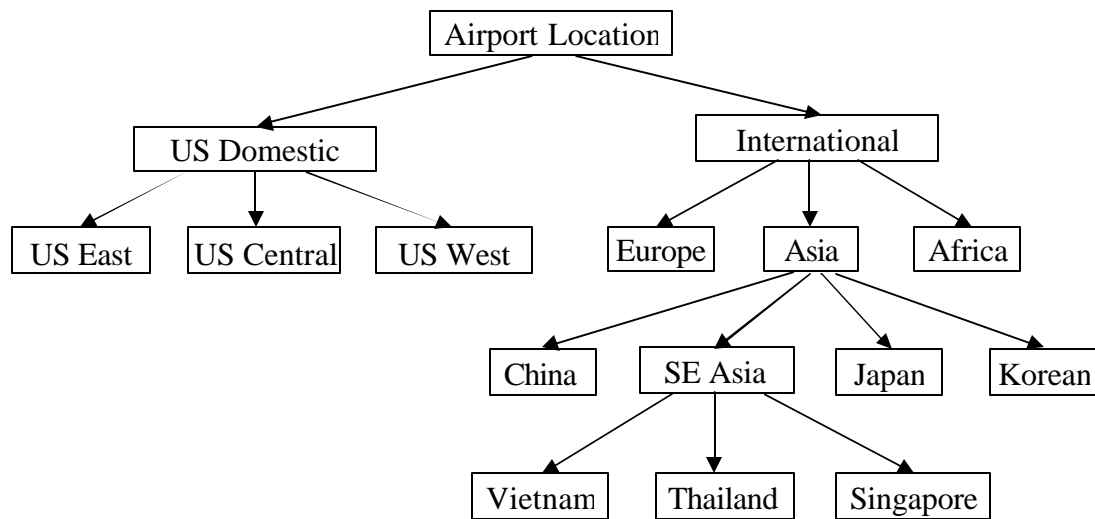 Airport Location
US Domestic
International
US East
US Central
US West
Europe
Asia
Africa
China
SE Asia
Japan
Korean
Vietnam
Thailand
Singapore